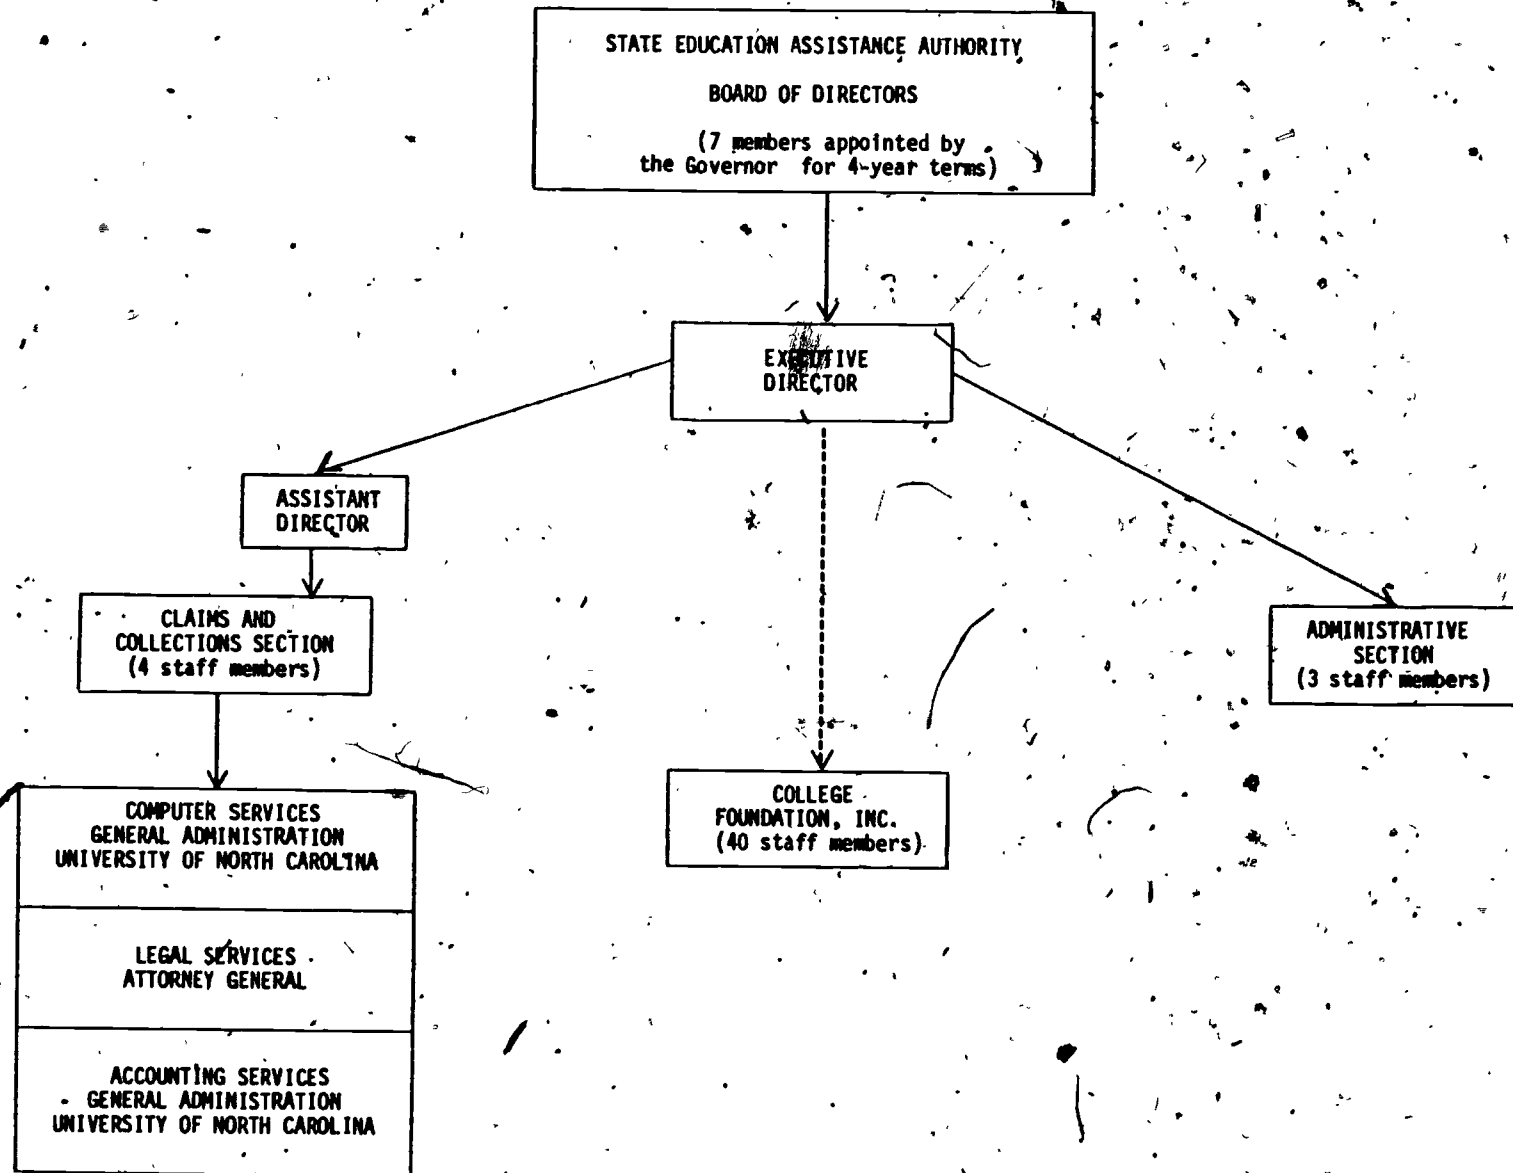 STATE EDUCATION ASSISTANCE AUTHORITY
BOARD OF DIRECTORS
(7 members appointed by
the Governor for 4-year terms)
EXECUTIVE
DIRECTOR
ASSISTANT
DIRECTOR
CLAIMS AND
COLLECTIONS SECTION
(4 staff members)
ADMINISTRATIVE
SECTION
(3 staff members)
COLLEGE
FOUNDATION, INC.
(40 staff members)
COMPUTER SERVICES
GENERAL ADMINISTRATION
UNIVERSITY OF NORTH CAROLINA
LEGAL SERVICES
ATTORNEY GENERAL
ACCOUNTING SERVICES
GENERAL ADMINISTRATION
UNIVERSITY OF NORTH CAROLINA